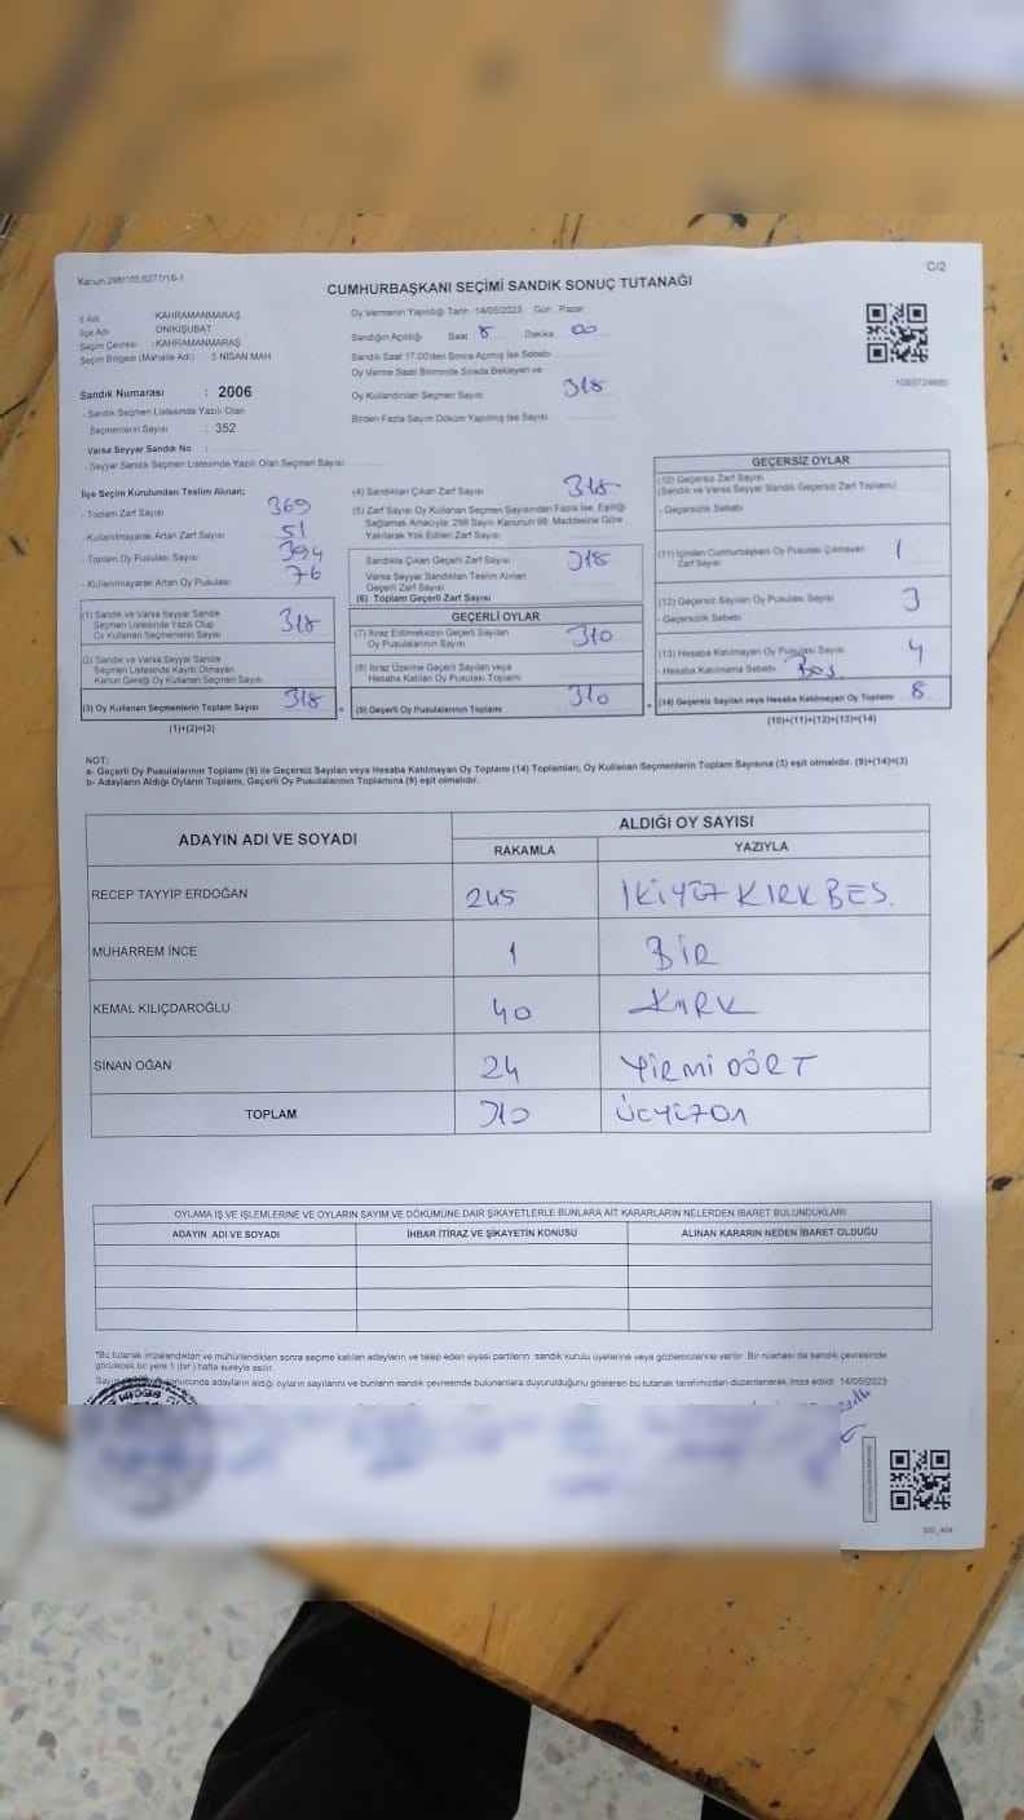 C/2
CUMHURBAŞKANI SEÇİMİ SANDIK SONUÇ TUTANAĞI
İl Adı KAHRAMANMARAŞ
İlçe Adı ONİKİŞUBAT
Seçim Çevresi : KAHRAMANMARAŞ
Seçim Bölgesi (Mahalle Adı)
Oy Vermenin Yapıldığı Tarih 14/05/2023 Gün Pazar
Sandığın Açıldığı Saat 8 Dakika 00
Sandık Saat 17.00'den Sonra Açılmış İse Sebebi
Oy Verme Saati Bitiminde Sırada Bekleyen ve
Oy Kullandırılan Seçmen Sayısı 318
Birden Fazla Sayım Döküm Yapılmış İse Sayısı
Sandık Numarası : 2006
- Sandık Seçmen Listesinde Yazılı Olan
Seçmenlerin Sayısı : 352
Varsa Seyyar Sandık No :
- Seyyar Sandık Seçmen Listesinde Yazılı Olan Seçmen Sayısı
İlçe Seçim Kurulundan Teslim Alınan;
- Toplam Zarf Sayısı 369
- Kullanılmayarak Artan Zarf Sayısı 51
- Toplam Oy Pusulası Sayısı 394
- Kullanılmayarak Artan Oy Pusulası 76
(1) Sandık ve Varsa Seyyar Sandık
Seçmen Listesinde Yazılı Olup
Oy Kullanan Seçmenlerin Sayısı 318
(2) Sandık ve Varsa Seyyar Sandık
Seçmen Listesinde Kayıtlı Olmayan
Kanun Gereği Oy Kullanan Seçmen Sayısı
(3) Oy Kullanan Seçmenlerin Toplam Sayısı 318
(1)+(2)=(3)
(4) Sandıktan Çıkan Zarf Sayısı 318
(5) Zarf Sayısı Oy Kullanan Seçmen Sayısından Fazla İse, Eşitliği
Sağlamak Amacıyla; 298 Sayılı Kanunun 98. Maddesine Göre
Yakılarak Yok Edilen Zarf Sayısı
Sandıkta Çıkan Geçerli Zarf Sayısı 318
Varsa Seyyar Sandıktan Teslim Alınan
Geçerli Zarf Sayısı
(6) Toplam Geçerli Zarf Sayısı
GEÇERLİ OYLAR
(7) İtiraz Edilmeksizin Geçerli Sayılan
Oy Pusulalarının Sayısı 310
(8) İtiraz Üzerine Geçerli Sayılan veya
Hesaba Katılan Oy Pusulası Toplamı
(9) Geçerli Oy Pusulalarının Toplamı 310
GEÇERSİZ OYLAR
(10) Geçersiz Zarf Sayısı
(Sandık ve Varsa Seyyar Sandık Geçersiz Zarf Toplamı)
- Geçersizlik Sebebi
(11) İçinden Cumhurbaşkanı Oy Pusulası Çıkmayan
Zarf Sayısı 1
(12) Geçersiz Sayılan Oy Pusulası Sayısı 3
- Geçersizlik Sebebi
(13) Hesaba Katılmayan Oy Pusulası Sayısı 4
Hesaba Katılmama Sebebi Boş
(14) Geçersiz Sayılan veya Hesaba Katılmayan Oy Toplamı 8
(10)+(11)+(12)+(13)=(14)
NOT:
a- Geçerli Oy Pusulalarının Toplamı (9) ile Geçersiz Sayılan veya Hesaba Katılmayan Oy Toplamı (14) Toplamları, Oy Kullanan Seçmenlerin Toplam Sayısına (3) eşit olmalıdır. (9)+(14)=(3)
b- Adayların Aldığı Oyların Toplamı, Geçerli Oy Pusulalarının Toplamına (9) eşit olmalıdır.
ADAYIN ADI VE SOYADI ALDIĞI OY SAYISI
RAKAMLA YAZIYLA
RECEP TAYYİP ERDOĞAN 245 İKİYÜZ KIRK BEŞ.
MUHARREM İNCE 1 BİR
KEMAL KILIÇDAROĞLU 40 KIRK
SİNAN OĞAN 24 YİRMİ DÖRT
TOPLAM 310 ÜÇYÜZON
OYLAMA İŞ VE İŞLEMLERİNE VE OYLARIN SAYIM VE DÖKÜMÜNE DAİR ŞİKAYETLERLE BUNLARA AİT KARARLARIN NELERDEN İBARET BULUNDUKLARI
ADAYIN ADI VE SOYADI İHBAR İTİRAZ VE ŞİKAYETİN KONUSU ALINAN KARARIN NEDEN İBARET OLDUĞU
"Bu tutanak imzalandıktan ve mühürlendikten sonra seçime katılan adayların ve talep eden siyasi partilerin sandık kurulu üyelerine veya gözlemcilerine verilir. Bir nüshası da sandık çevresinde
görülecek bir yere 1 (bir) hafta süreyle asılır.
sonucunda adayların aldığı oyların sayılarını ve bunların sandık çevresinde bulunanlara duyurulduğunu gösteren bu tutanak tarafımızdan düzenlenerek imza edildi. 14/05/2023